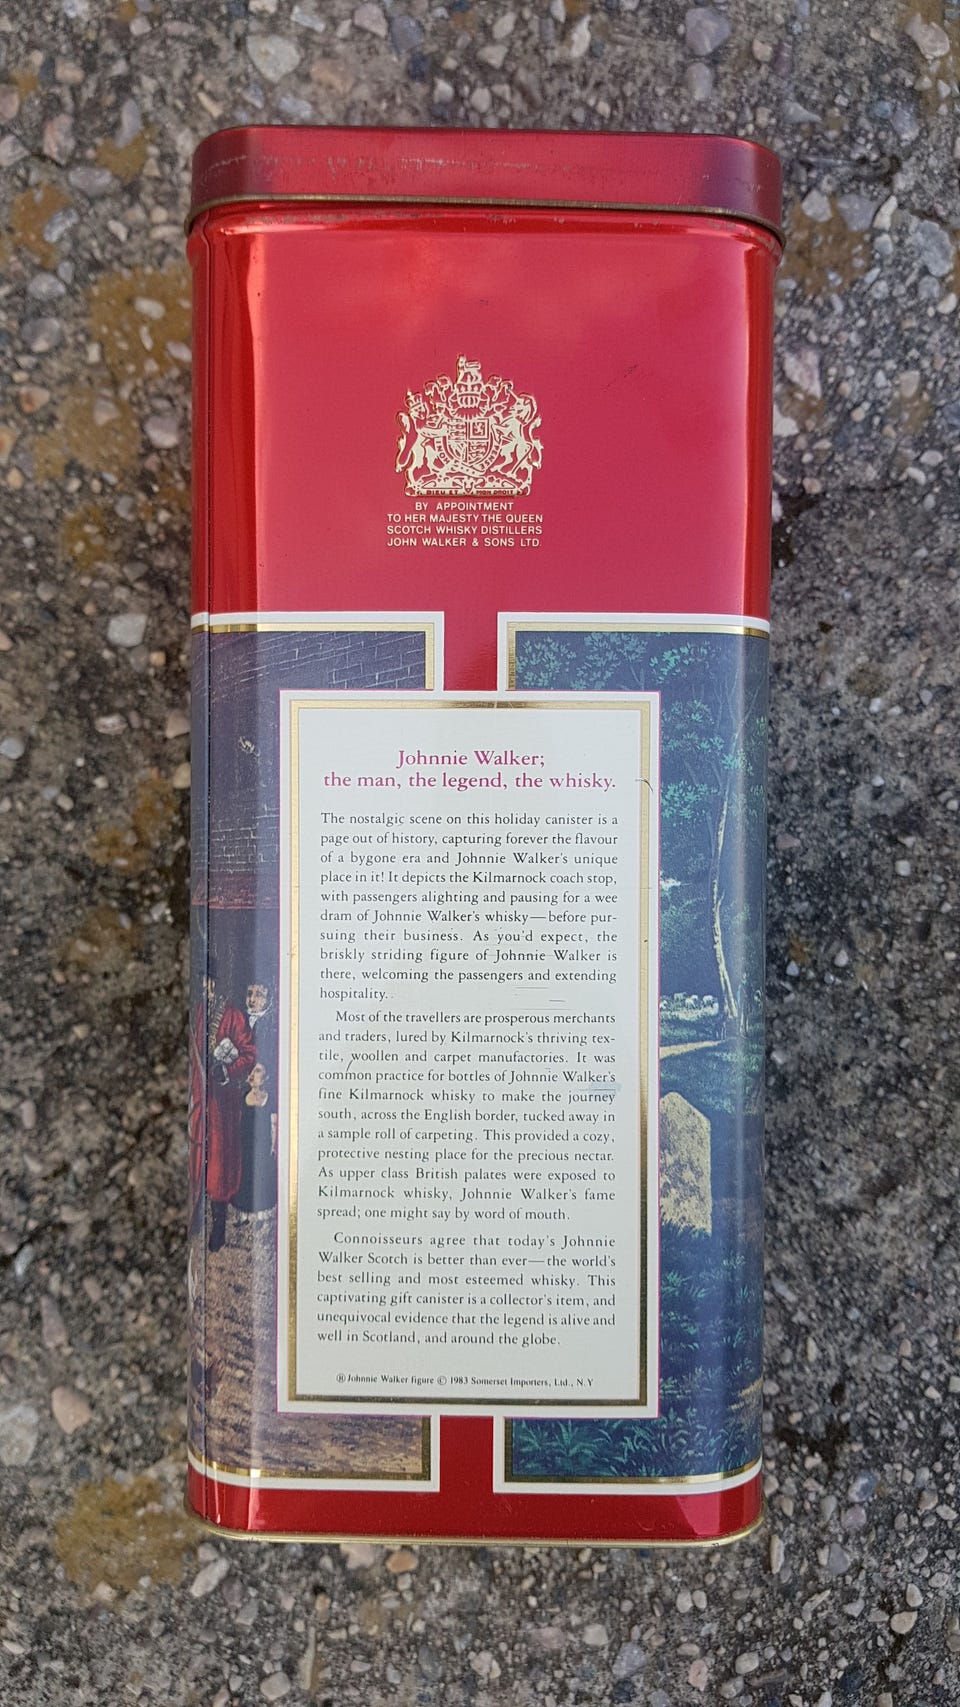 DIEU ET MON DROIT
BY APPOINTMENT
TO HER MAJESTY THE QUEEN
SCOTCH WHISKY DISTILLERS
JOHN WALKER & SONS LTD.
Johnnie Walker;
the man, the legend, the whisky.
The nostalgic scene on this holiday canister is a
page out of history, capturing forever the flavour
of a bygone era and Johnnie Walker's unique
place in it! It depicts the Kilmarnock coach stop,
with passengers alighting and pausing for a wee
dram of Johnnie Walker's whisky—before pur-
suing their business. As you'd expect, the
briskly striding figure of Johnnie Walker is
there, welcoming the passengers and extending
hospitality.
Most of the travellers are prosperous merchants
and traders, lured by Kilmarnock's thriving tex-
tile, woollen and carpet manufactories. It was
common practice for bottles of Johnnie Walker's
fine Kilmarnock whisky to make the journey
south, across the English border, tucked away in
a sample roll of carpeting. This provided a cozy,
protective nesting place for the precious nectar.
As upper class British palates were exposed to
Kilmarnock whisky, Johnnie Walker's fame
spread; one might say by word of mouth.
Connoisseurs agree that today's Johnnie
Walker Scotch is better than ever—the world's
best selling and most esteemed whisky. This
captivating gift canister is a collector's item, and
unequivocal evidence that the legend is alive and
well in Scotland, and around the globe.
® Johnnie Walker figure © 1983 Somerset Importers, Ltd., N.Y